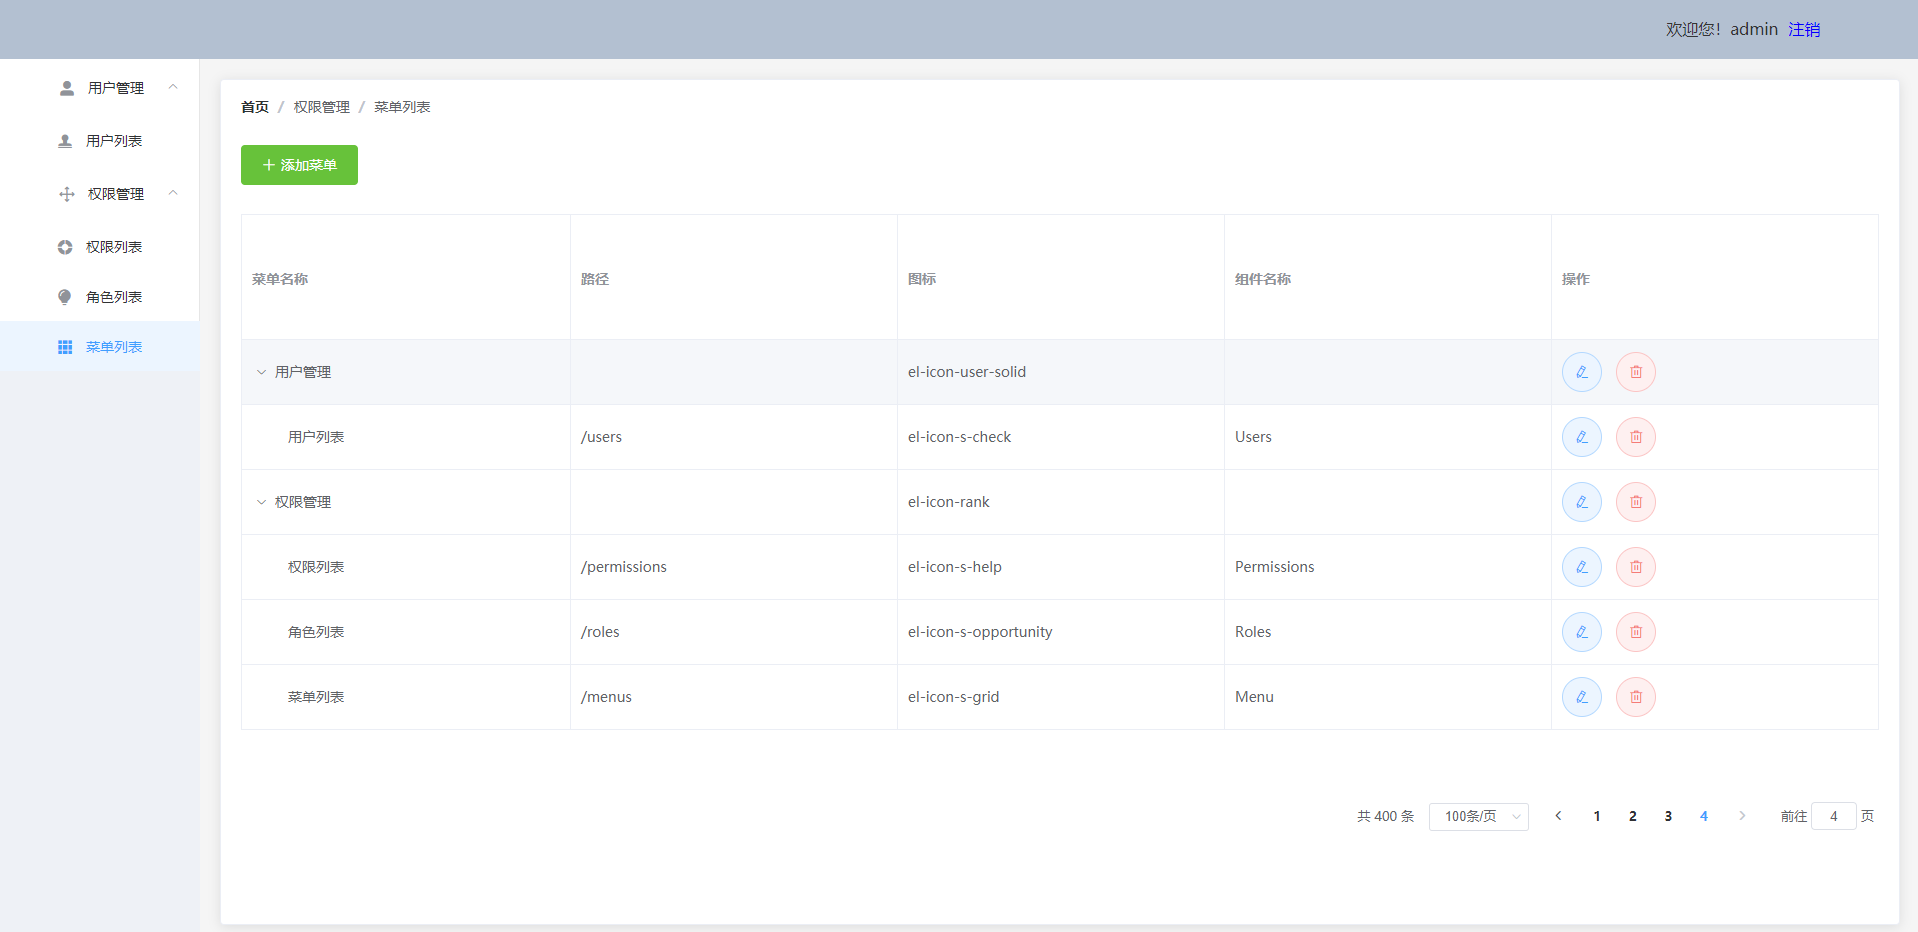 欢迎您！admin 注销
用户管理
用户列表
权限管理
权限列表
角色列表
菜单列表
首页 / 权限管理 / 菜单列表
添加菜单
菜单名称 路径 图标 组件名称 操作
用户管理 el-icon-user-solid
用户列表 /users el-icon-s-check Users
权限管理 el-icon-rank
权限列表 /permissions el-icon-s-help Permissions
角色列表 /roles el-icon-s-opportunity Roles
菜单列表 /menus el-icon-s-grid Menu
共 400 条 100条/页 1 2 3 4 前往 4 页